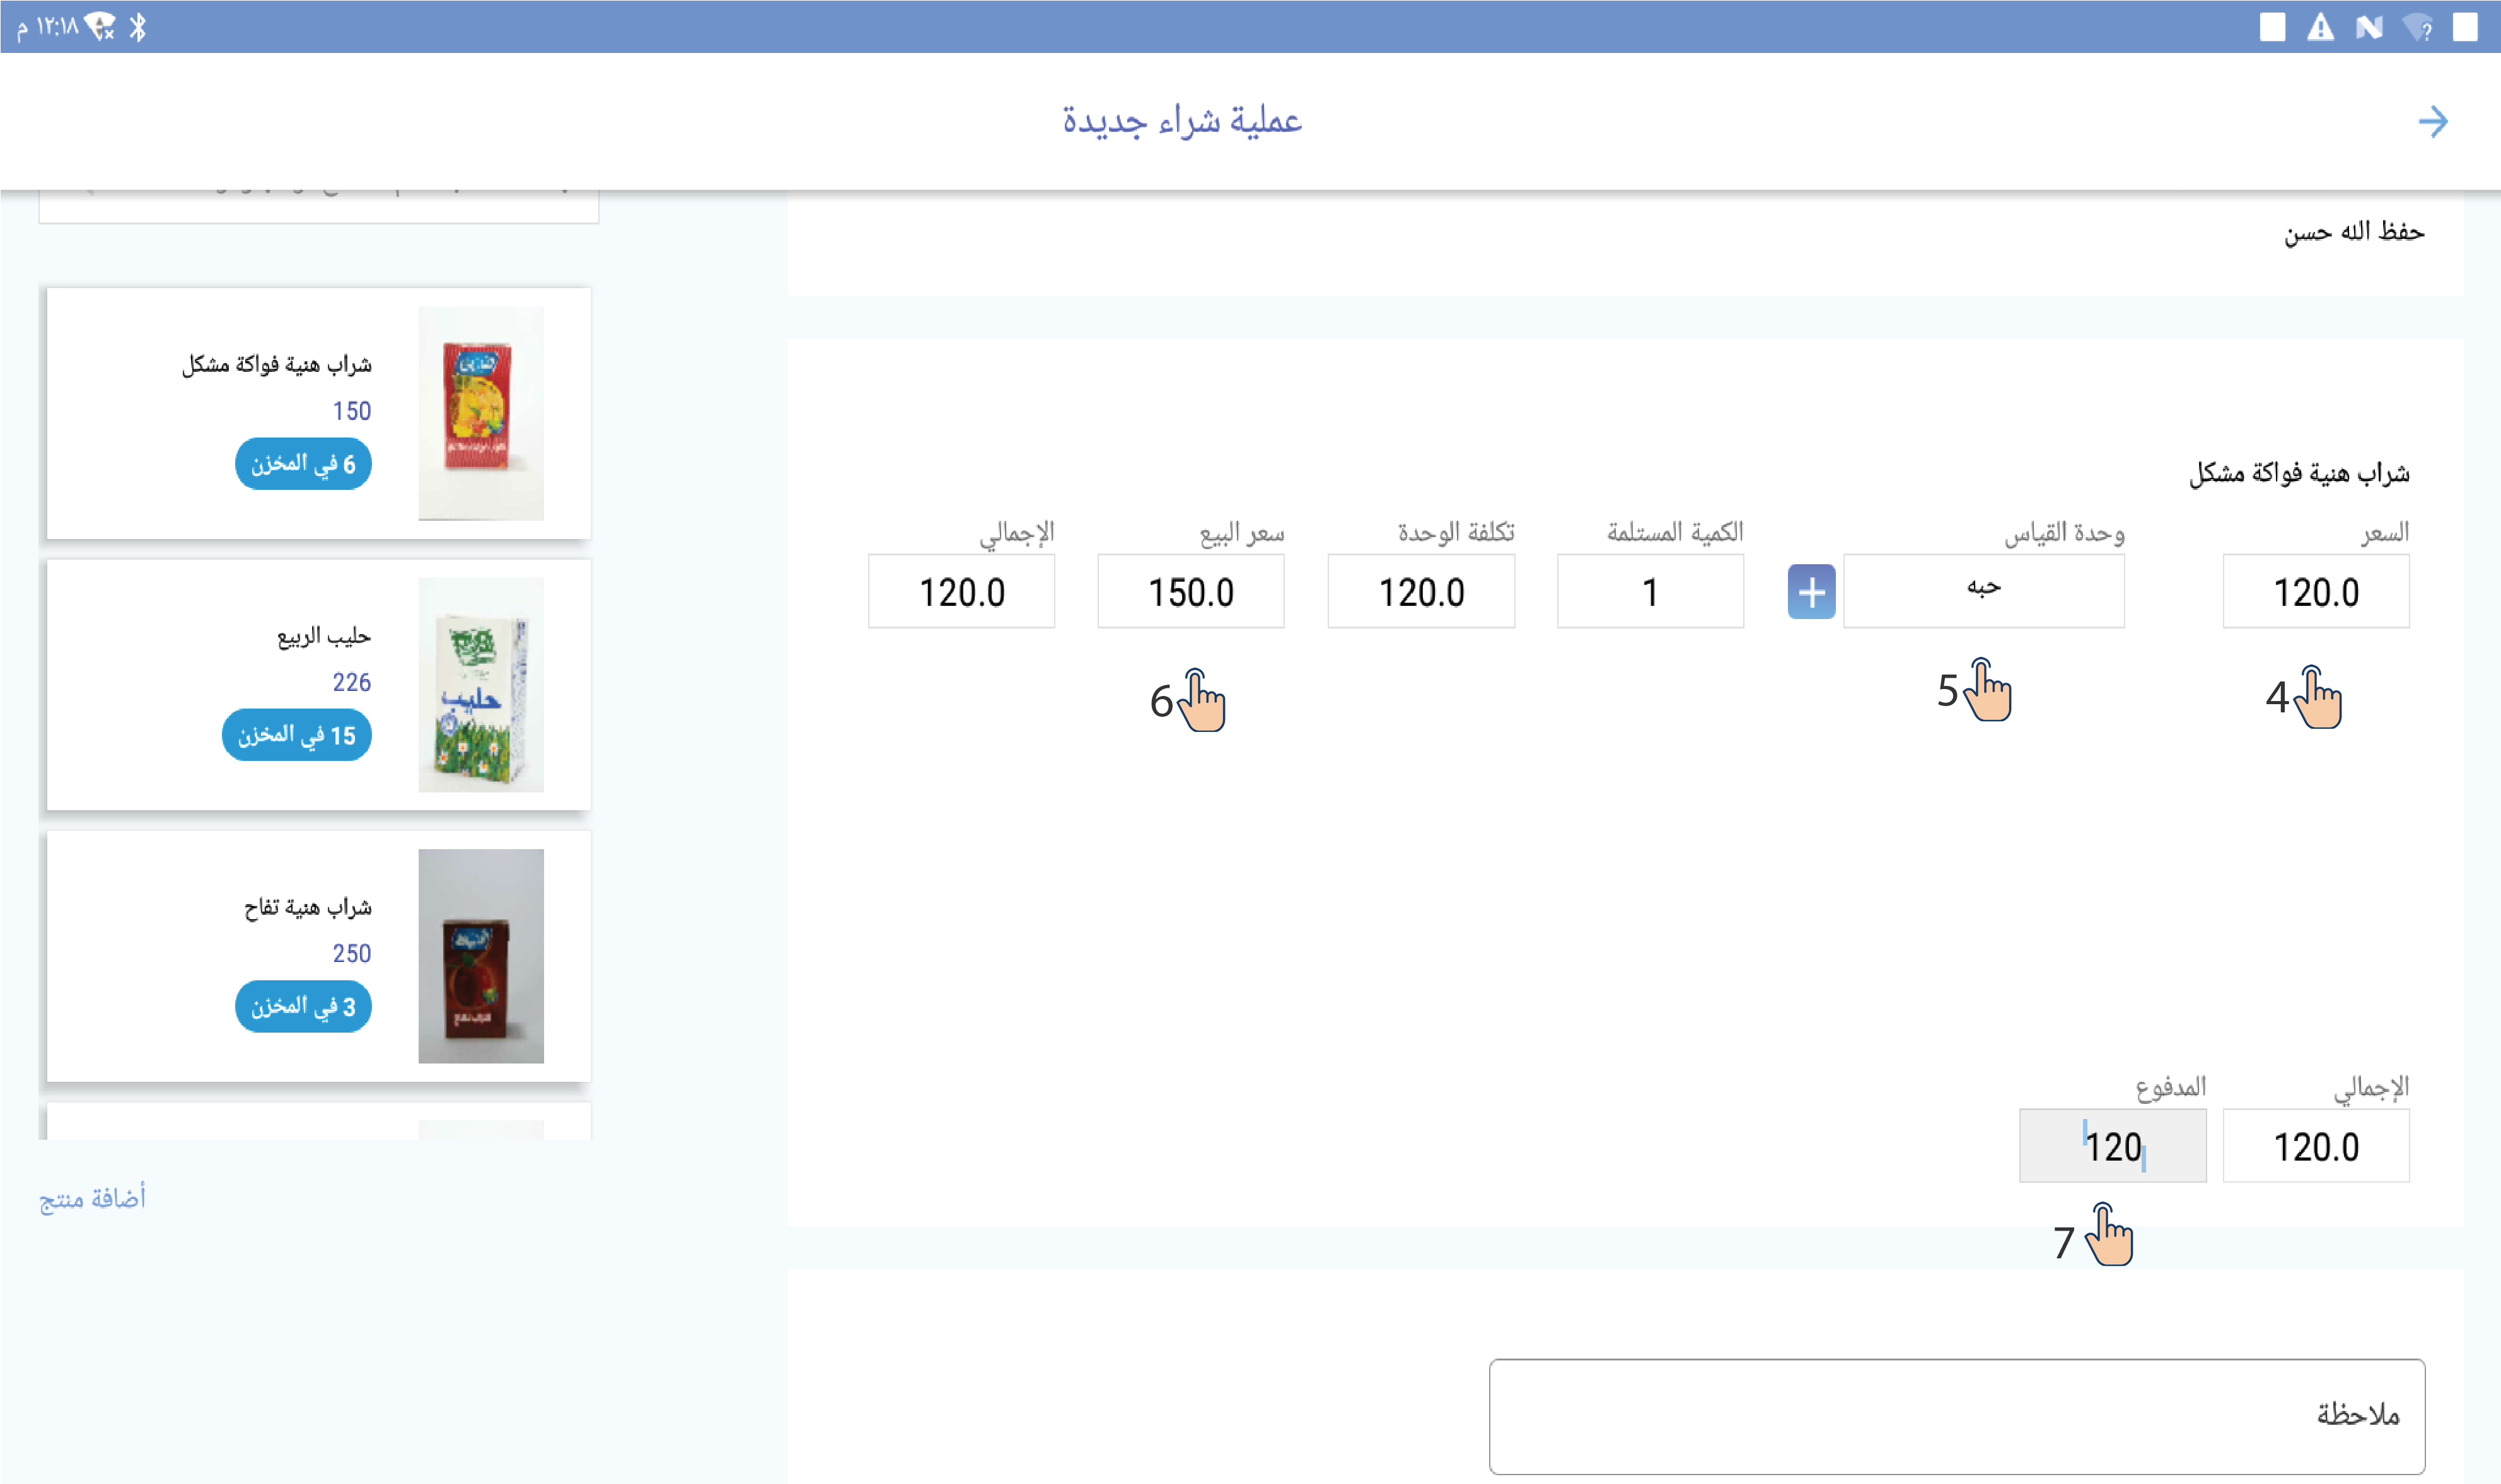 ١٢:١٨ م
عملية شراء جديدة
حفظ الله حسن
شراب هنية فواكة مشكل
السعر
وحدة القياس
الكمية المستلمة
تكلفة الوحدة
سعر البيع
الإجمالي
120.0
حبه
+
1
120.0
150.0
120.0
4
5
6
الإجمالي
المدفوع
120.0
120
7
ملاحظة
شراب هنية فواكة مشكل
150
6 في المخزن
حليب الربيع
226
15 في المخزن
حليب
شراب هنية تفاح
250
3 في المخزن
أضافة منتج